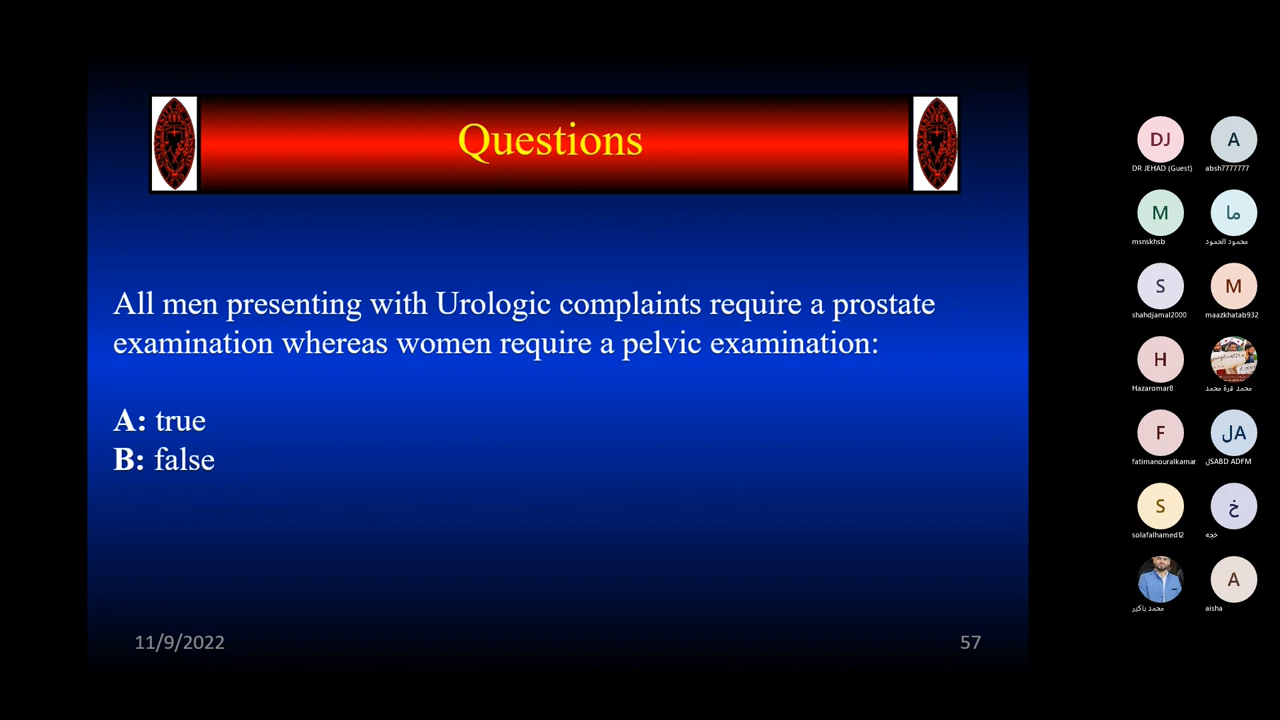 Questions
All men presenting with Urologic complaints require a prostate
examination whereas women require a pelvic examination:
A: true
B: false
11/9/2022
57
DJ
A
DR JEHAD (Guest)
absh7777777
M
ما
msnskhsb
محمود الحمود
S
M
shahdjamal2000
maazkhatab932
H
Hazaromar8
محمد قرة محمد
F
لJA
fatimanouralkamar
لSABD ADFM
S
خ
solafalhamed12
خجه
A
محمد باكير
aisha